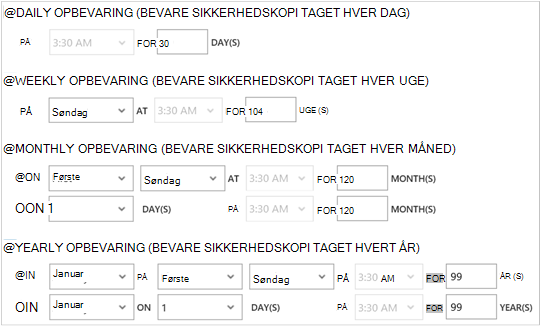 @DAILY OPBEVARING (BEVARE SIKKERHEDSKOPI TAGET HVER DAG)
PÅ 3:30 AM FOR 30 DAY(S)
@WEEKLY OPBEVARING (BEVARE SIKKERHEDSKOPI TAGET HVER UGE)
PÅ Søndag AT 3:30 AM FOR 104 UGE (S)
@MONTHLY OPBEVARING (BEVARE SIKKERHEDSKOPI TAGET HVER MÅNED)
@ON Første Søndag AT 3:30 AM FOR 120 MONTH(S)
OON 1 DAY(S) PÅ 3:30 AM FOR 120 MONTH(S)
@YEARLY OPBEVARING (BEVARE SIKKERHEDSKOPI TAGET HVERT ÅR)
@IN Januar PÅ Første Søndag PÅ 3:30 AM FOR 99 ÅR (S)
OIN Januar ON 1 DAY(S) PÅ 3:30 AM FOR 99 YEAR(S)